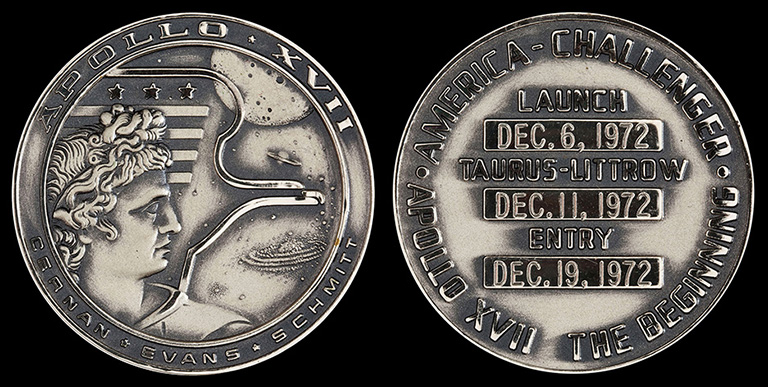 APOLLO XVII
CERNAN ★ EVANS ★ SCHMITT
• AMERICA - CHALLENGER •
LAUNCH
DEC. 6, 1972
TAURUS-LITTROW
DEC. 11, 1972
ENTRY
DEC. 19, 1972
APOLLO XVII THE BEGINNING